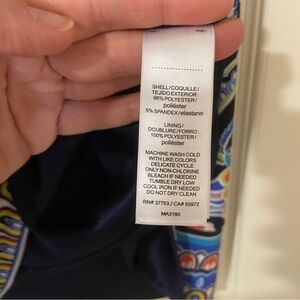 SHELL/COQUILLE/
TEJIDO EXTERIOR:
95% POLYESTER/
poliéster
5% SPANDEX/elastano
LINING/
DOUBLURE/FORRO:
100% POLYESTER/
poliéster
MACHINE WASH COLD
WITH LIKE COLORS
DELICATE CYCLE
ONLY NON-CHLORINE
BLEACH IF NEEDED
TUMBLE DRY LOW
COOL IRON IF NEEDED
DO NOT DRY CLEAN
RN# 37763 / CA# 55972
MA3180